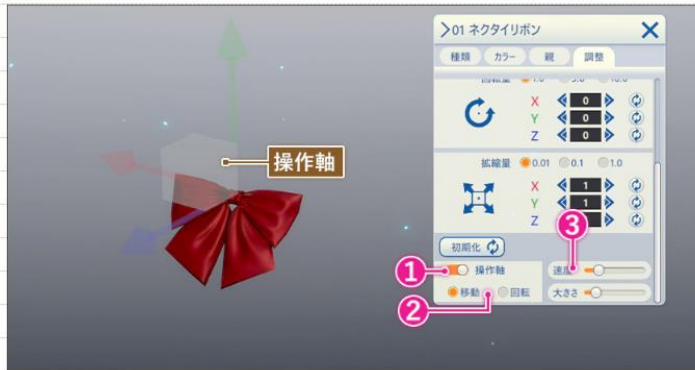 01 ネクタイリボン
種類 カラー 親 調整
回転量 1.0 5.0 10.0
X 0
Y 0
Z 0
操作軸
拡縮量 0.01 0.1 1.0
X 1
Y 1
Z
初期化
1 操作軸
3 速度
2 移動 回転
大きさ